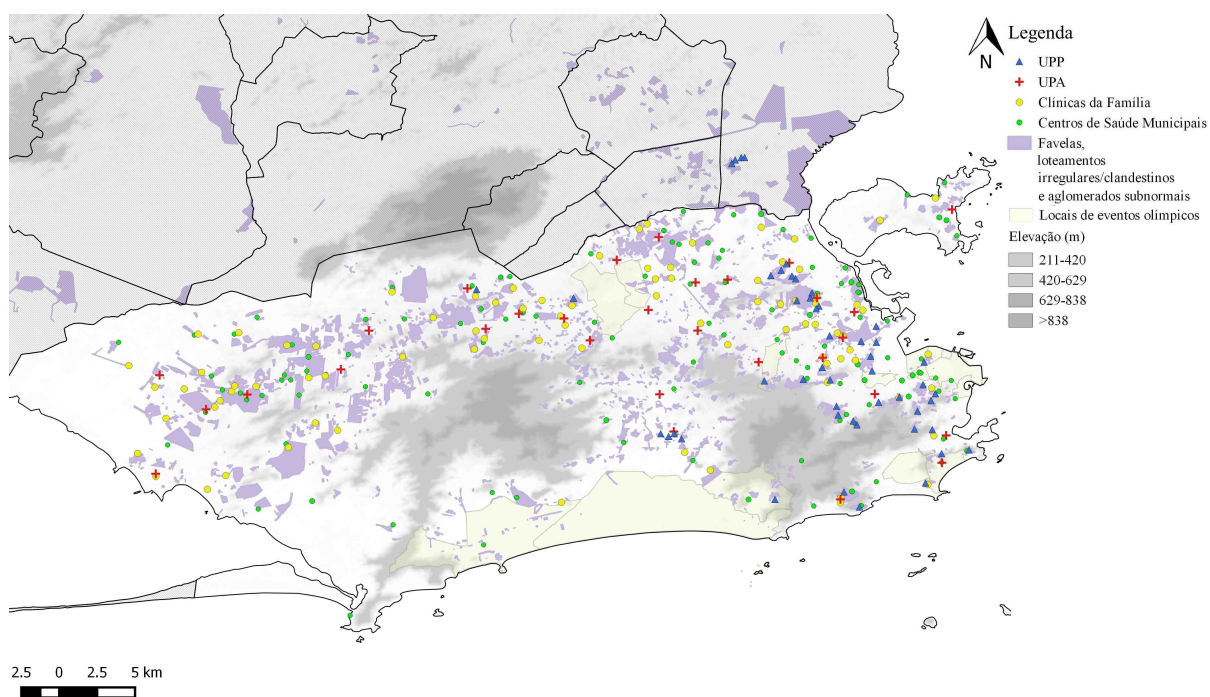 Legenda
N
UPP
UPA
Clínicas da Família
Centros de Saúde Municipais
Favelas,
loteamentos
irregulares/clandestinos
e aglomerados subnormais
Locais de eventos olímpicos
Elevação (m)
211-420
420-629
629-838
>838
2.5 0 2.5 5 km